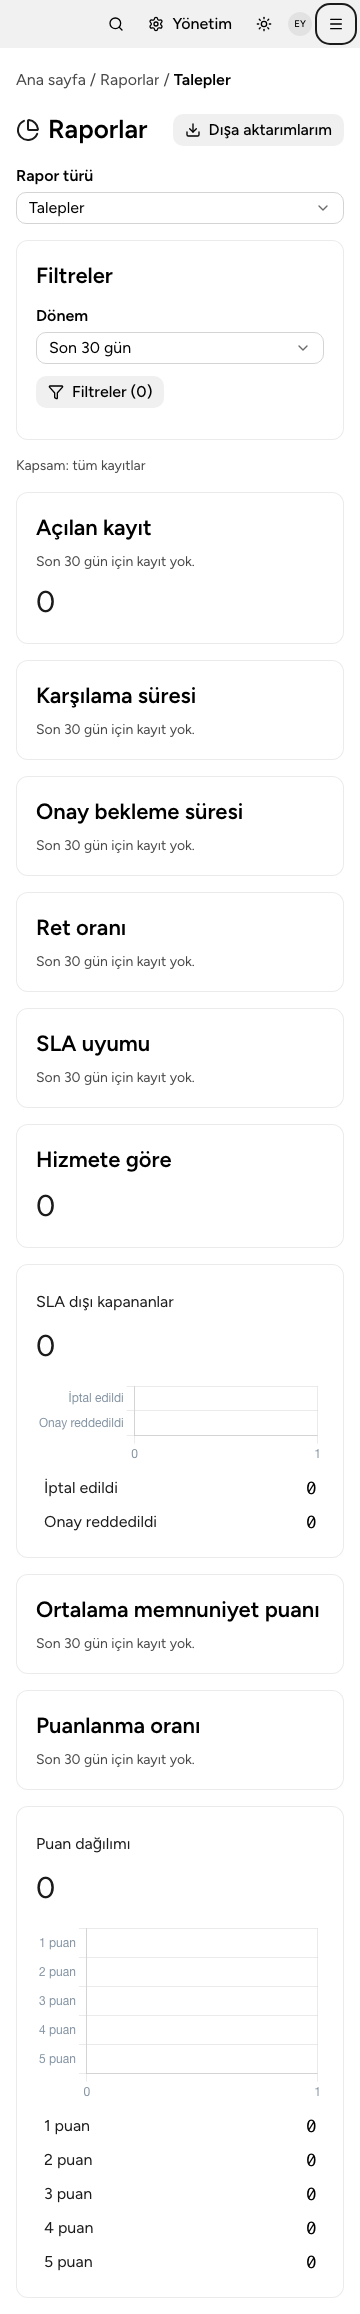 Yönetim
EY
Ana sayfa / Raporlar / Talepler
Raporlar
Dışa aktarımlarım
Rapor türü
Talepler
Filtreler
Dönem
Son 30 gün
Filtreler (0)
Kapsam: tüm kayıtlar
Açılan kayıt
Son 30 gün için kayıt yok.
0
Karşılama süresi
Son 30 gün için kayıt yok.
Onay bekleme süresi
Son 30 gün için kayıt yok.
Ret oranı
Son 30 gün için kayıt yok.
SLA uyumu
Son 30 gün için kayıt yok.
Hizmete göre
0
SLA dışı kapananlar
0
İptal edildi
Onay reddedildi
0 1
İptal edildi 0
Onay reddedildi 0
Ortalama memnuniyet puanı
Son 30 gün için kayıt yok.
Puanlanma oranı
Son 30 gün için kayıt yok.
Puan dağılımı
0
1 puan
2 puan
3 puan
4 puan
5 puan
0 1
1 puan 0
2 puan 0
3 puan 0
4 puan 0
5 puan 0